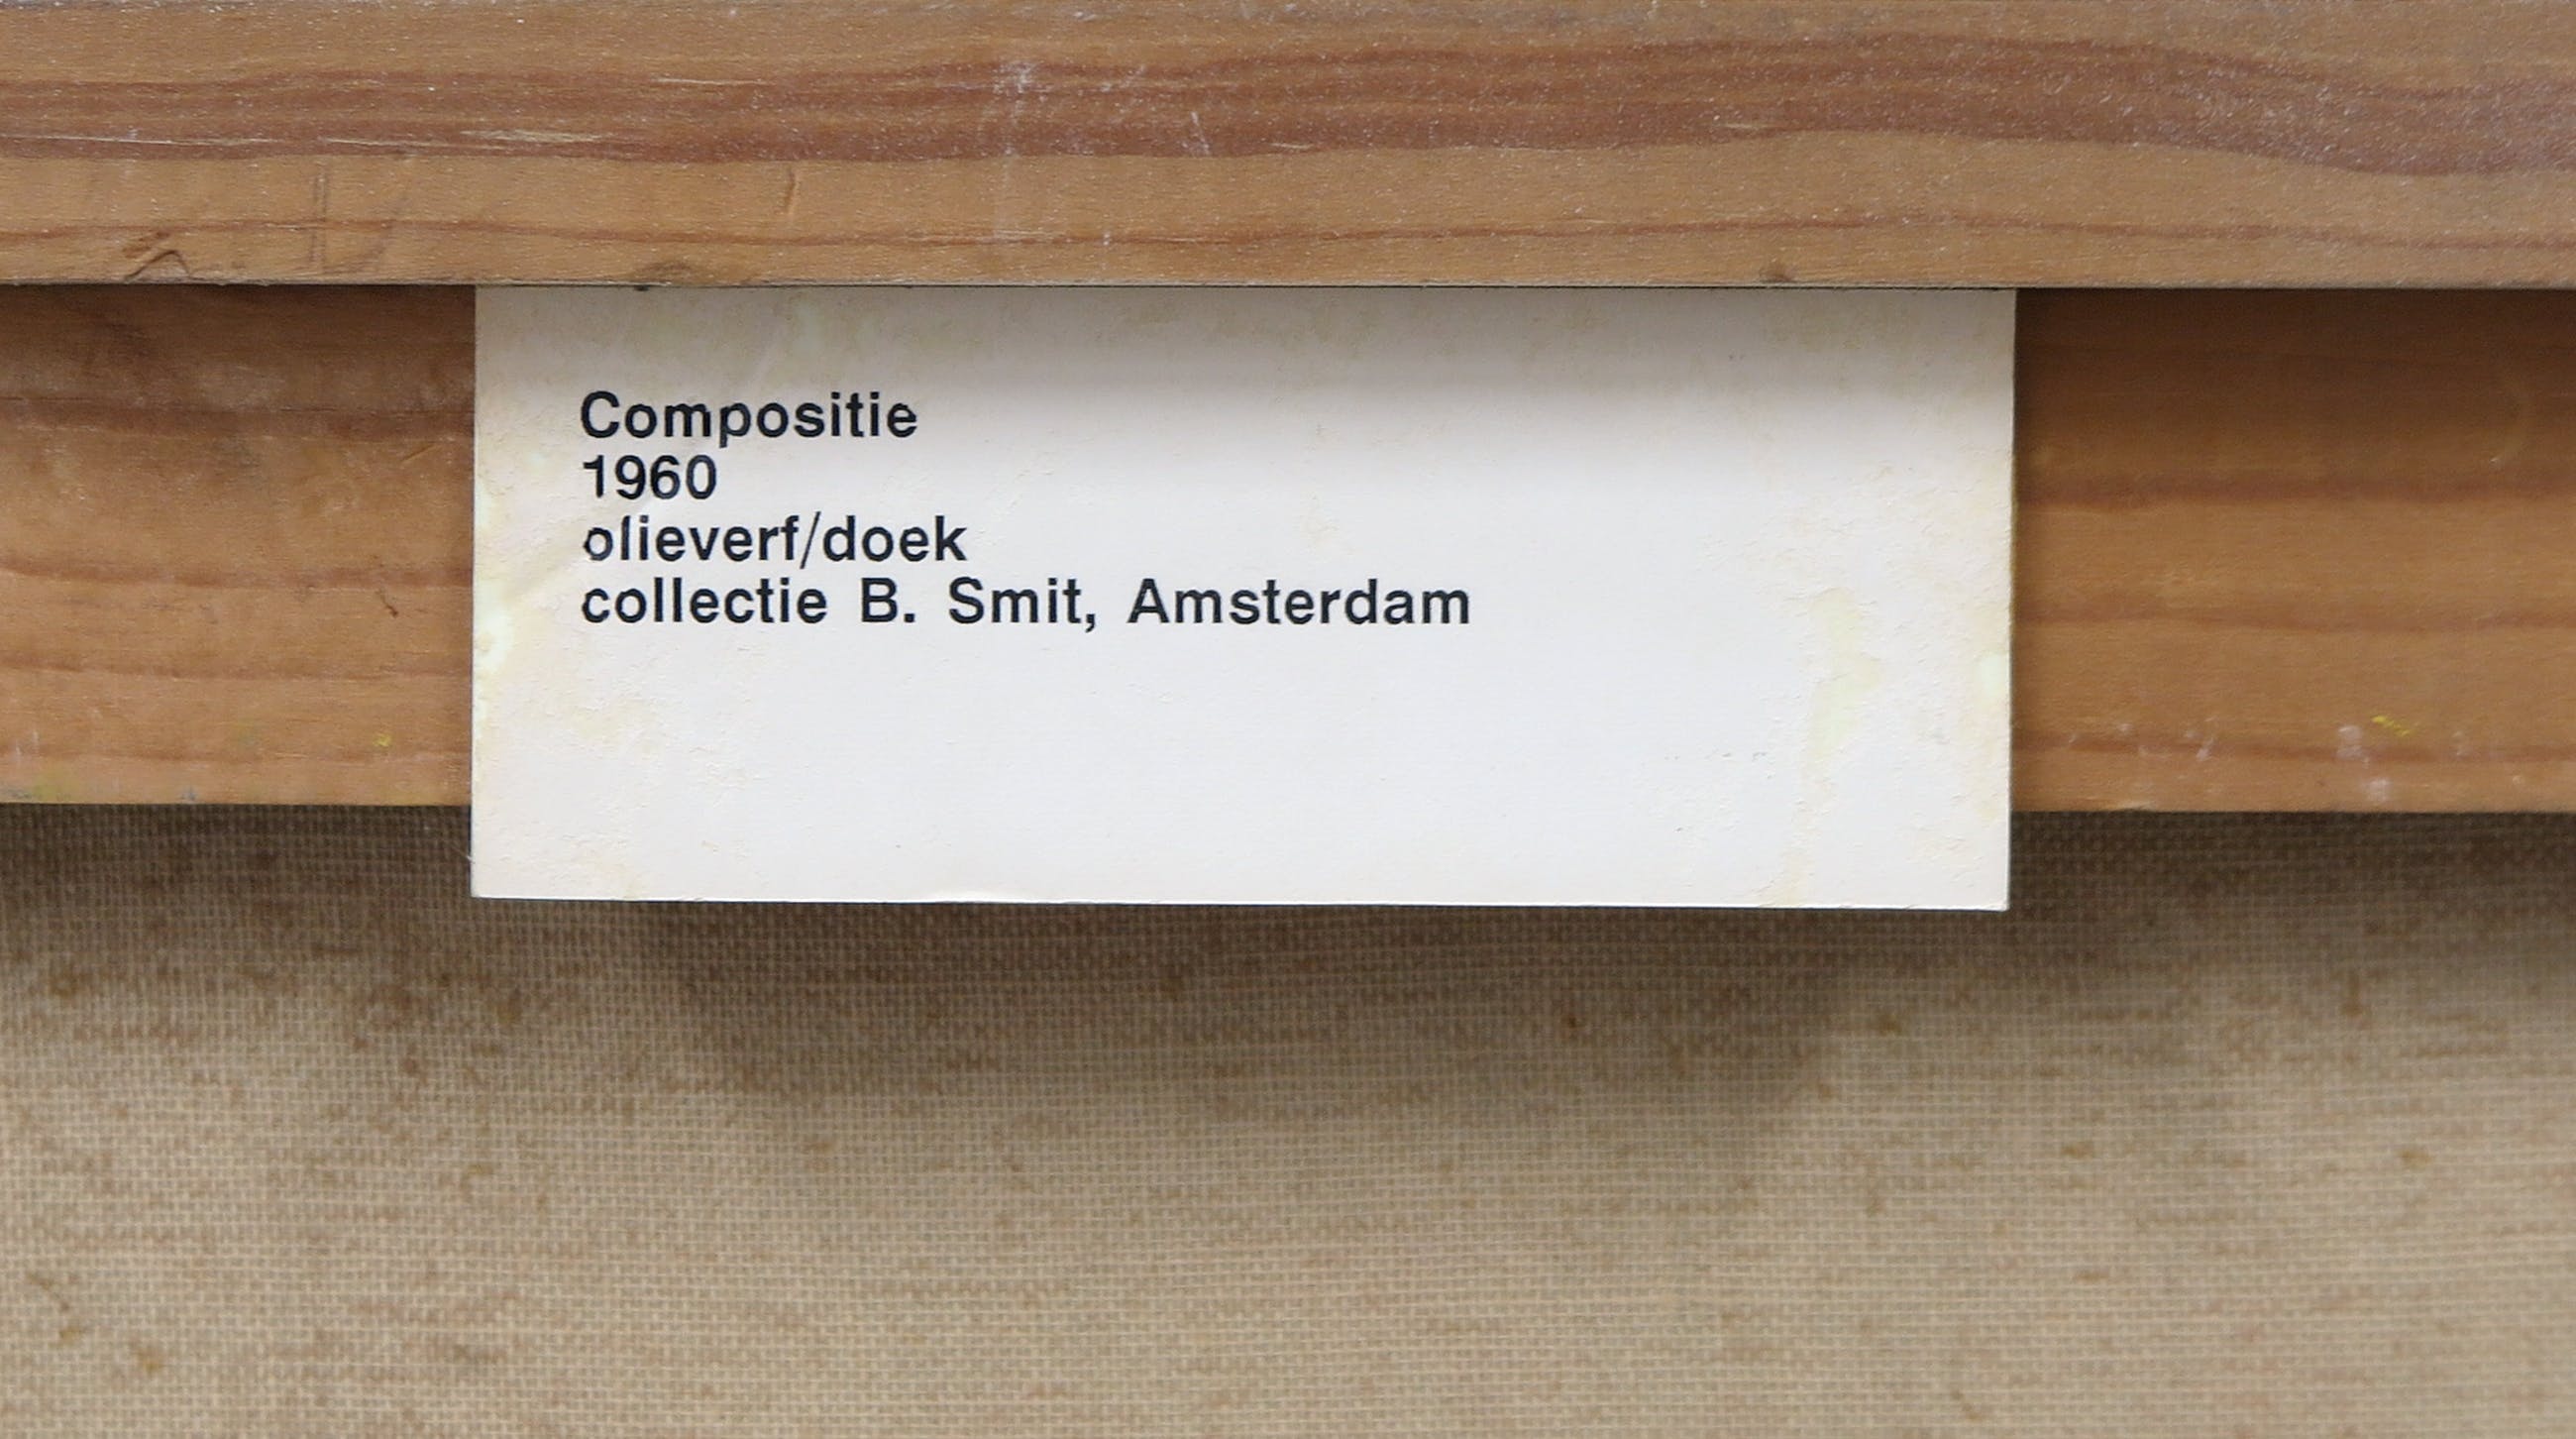 Compositie
1960
olieverf/doek
collectie B. Smit, Amsterdam